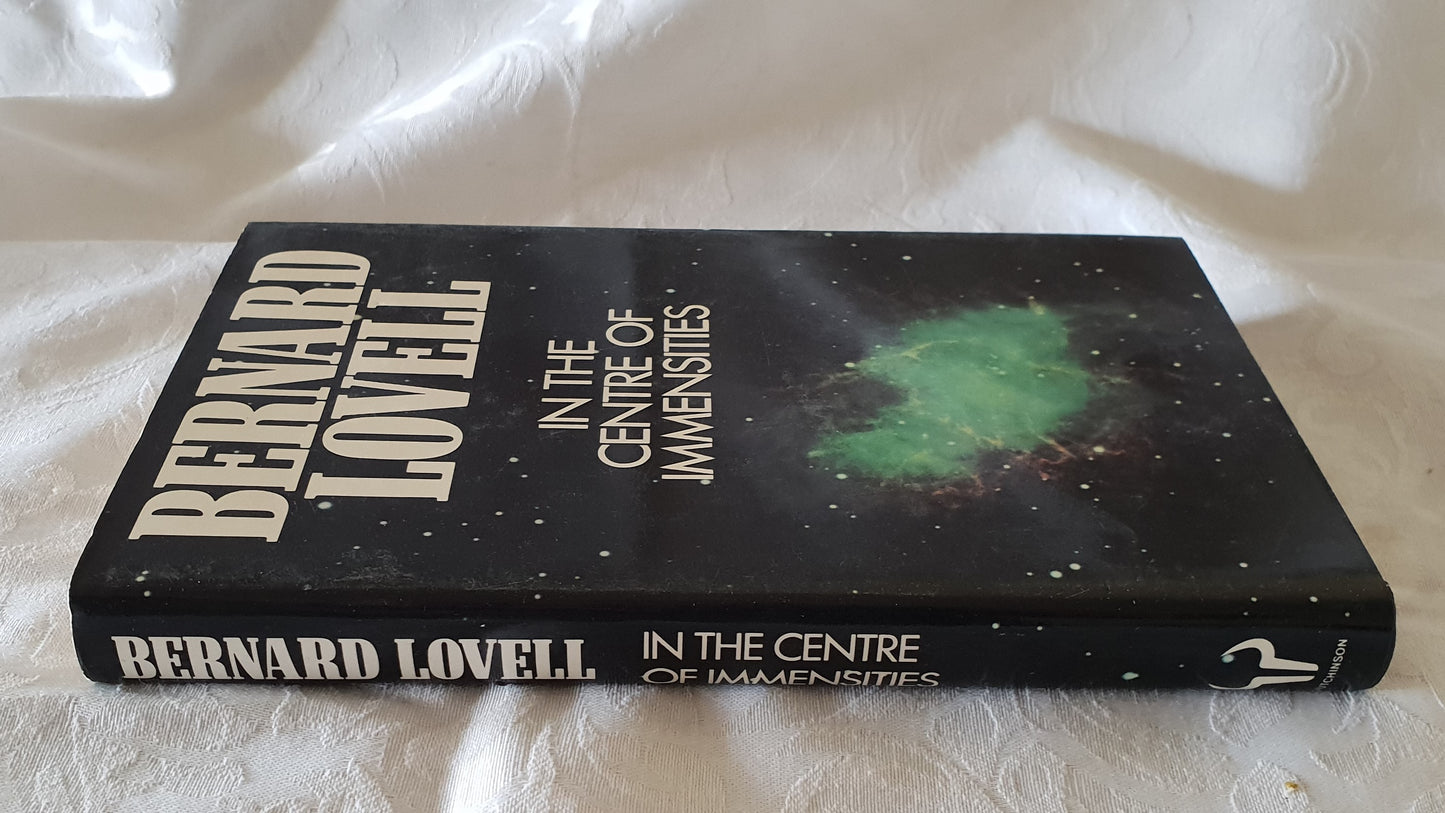 BERNARD
LOVELL
IN THE
CENTRE OF
IMMENSITIES
BERNARD LOVELL
IN THE CENTRE
OF IMMENSITIES